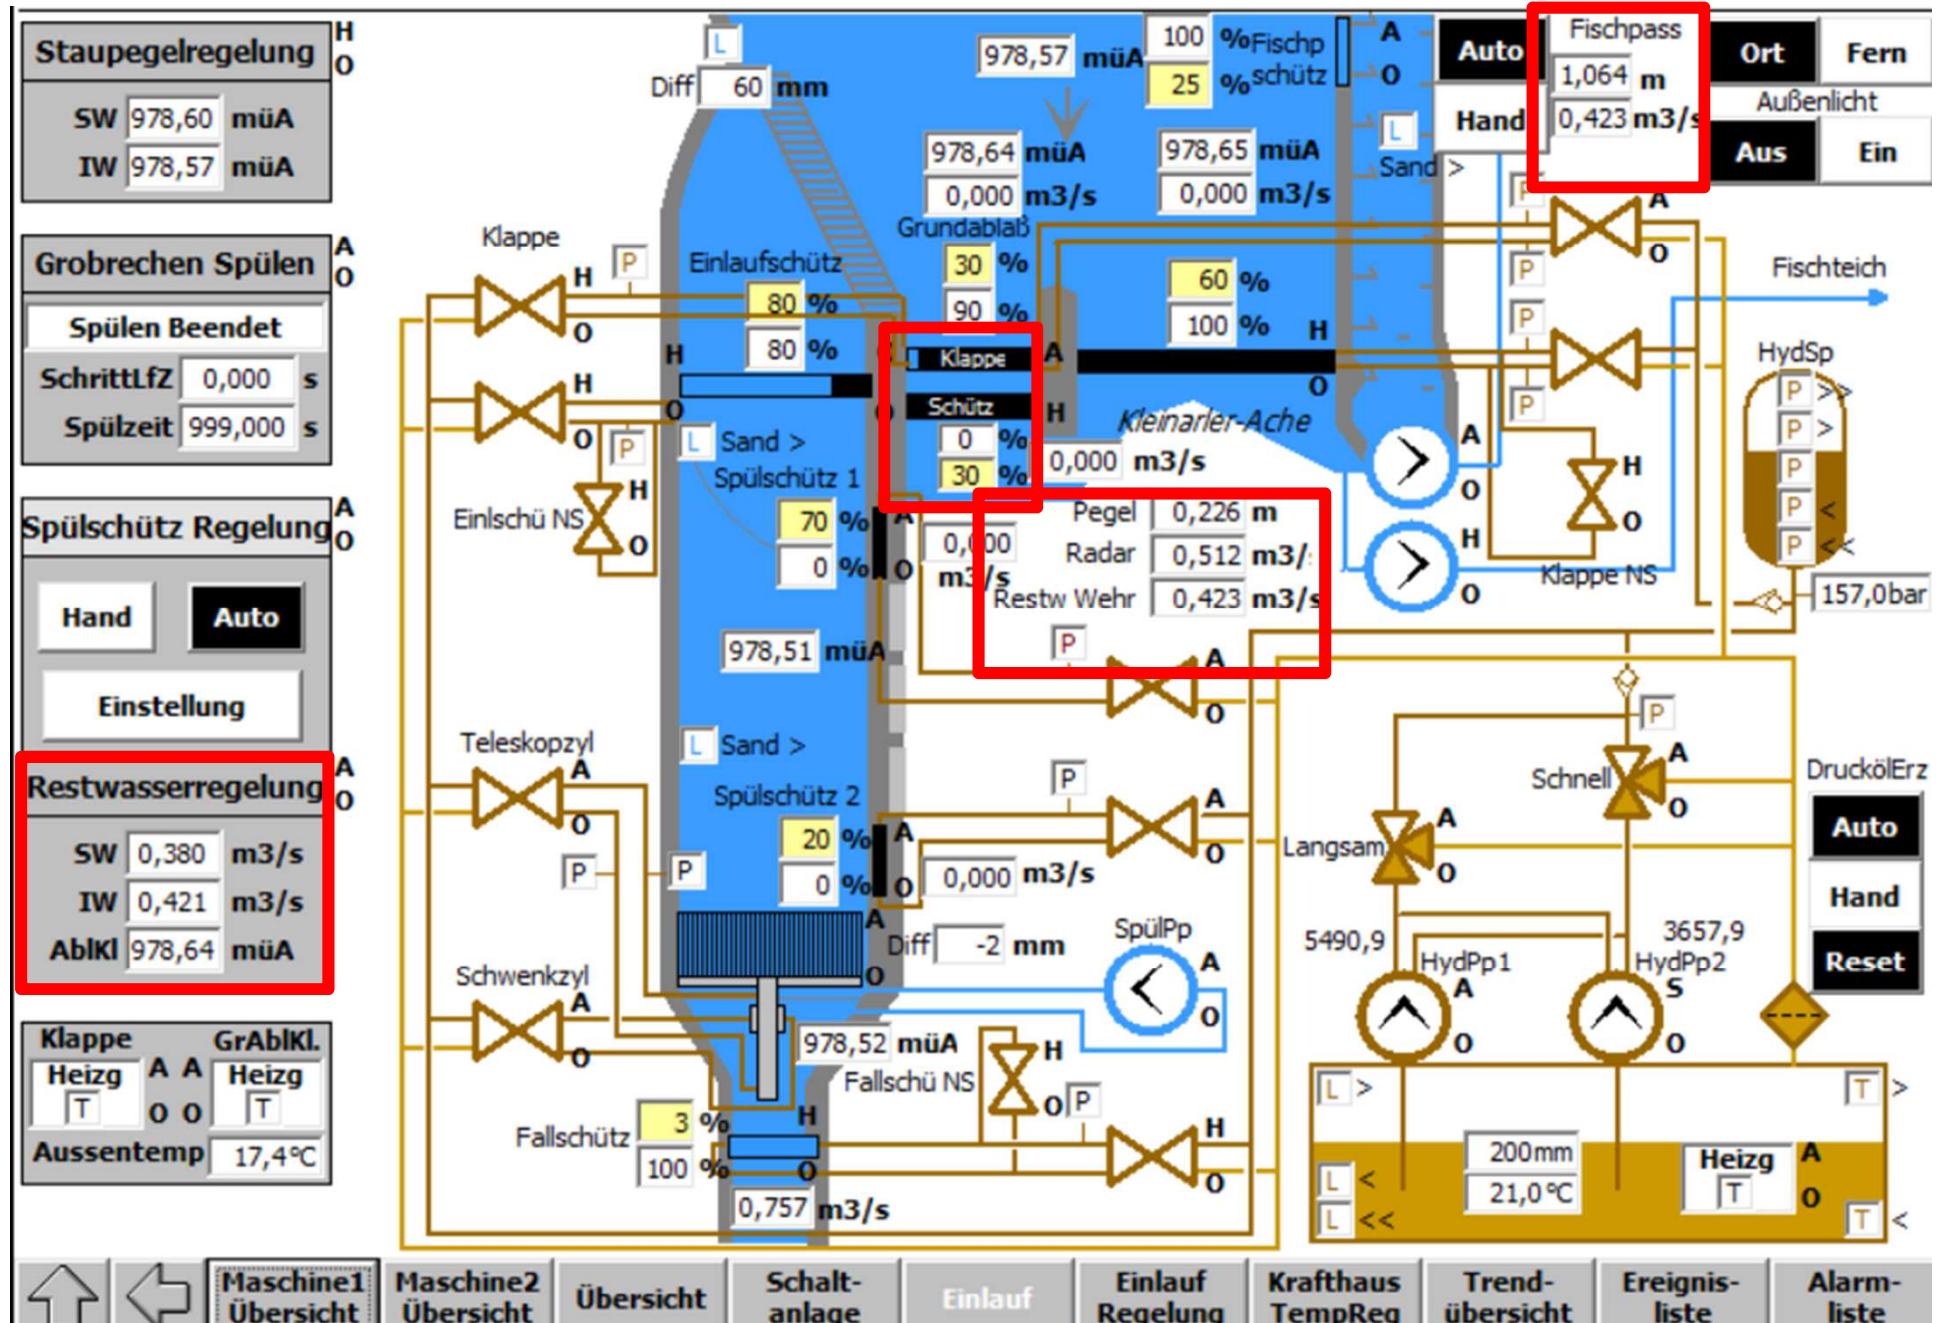 Staupegelregelung
H
O
SW 978,60 müA
IW 978,57 müA
Grobrechen Spülen
A
O
Spülen Beendet
SchrittLfZ 0,000 s
Spülzeit 999,000 s
Spülschütz Regelung
A
O
Hand Auto
Einstellung
Restwasserregelung
A
O
SW 0,380 m3/s
IW 0,421 m3/s
AblKl 978,64 müA
Klappe GrAblKl.
Heizg A A Heizg
T O O T
Aussentemp 17,4°C
L
Diff 60 mm
978,57 müA
100 % Fischp
25 % schütz
A
O
Auto
Hand
Fischpass
1,064 m
0,423 m3/s
Ort Fern
Außenlicht
Aus Ein
L
Sand >
978,64 müA
0,000 m3/s
978,65 müA
0,000 m3/s
Grundablaß
30 %
90 %
60 %
100 %
H
O
Klappe
H
O
P
Einlaufschütz
80 %
80 %
H
O
H
O
P
Klappe
A
Schütz
O
H
0 %
30 %
0,000 m3/s
Kleinarler-Ache
L Sand >
Spülschütz 1
70 %
0 %
A
O
0,000
m3/s
Einlschü NS
H
O
Pegel 0,226 m
Radar 0,512 m3/
Restw Wehr 0,423 m3/s
P
A
O
978,51 müA
P
A
O
P
P
P
Fischteich
A
O
H
O
H
O
Klappe NS
HydSp
P >>
P >
P
P <
P <<
157,0bar
L Sand >
Teleskopzyl
A
O
P
P
Spülschütz 2
20 %
0 %
A
O
0,000 m3/s
P
A
O
Diff -2 mm
A
O
SpülPp
A
O
Schwenkzyl
A
O
978,52 müA
Fallschü NS
H
O
P
H
O
Fallschütz
3 %
100 %
H
O
0,757 m3/s
P
Schnell
A
O
Langsam
A
O
DruckölErz
Auto
Hand
Reset
5490,9
HydPp1
A
O
3657,9
HydPp2
S
O
L >
L <
L <<
200mm
21,0°C
Heizg
T
A
O
T >
T <
Maschine1
Übersicht
Maschine2
Übersicht
Übersicht
Schalt-
anlage
Einlauf
Einlauf
Regelung
Krafthaus
TempReg
Trend-
übersicht
Ereignis-
liste
Alarm-
liste